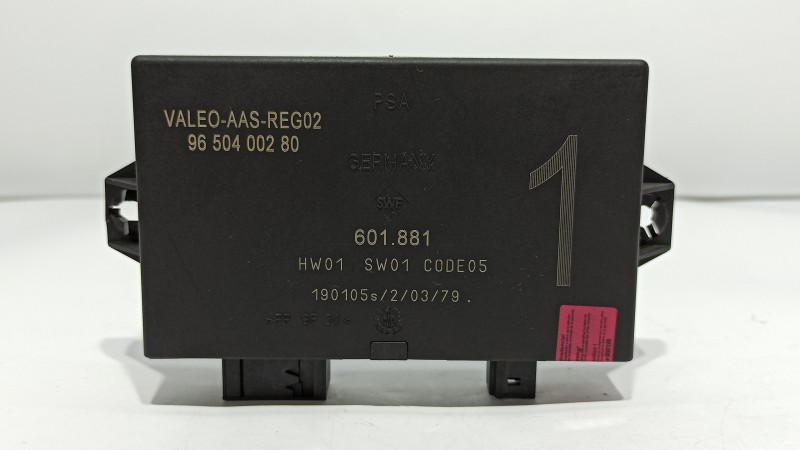 PSA
VALEO-AAS-REG02
96 504 002 80
GERMANY
SWF
1
601.881
HW01 SW01 CODE05
190105s/2/03/79.